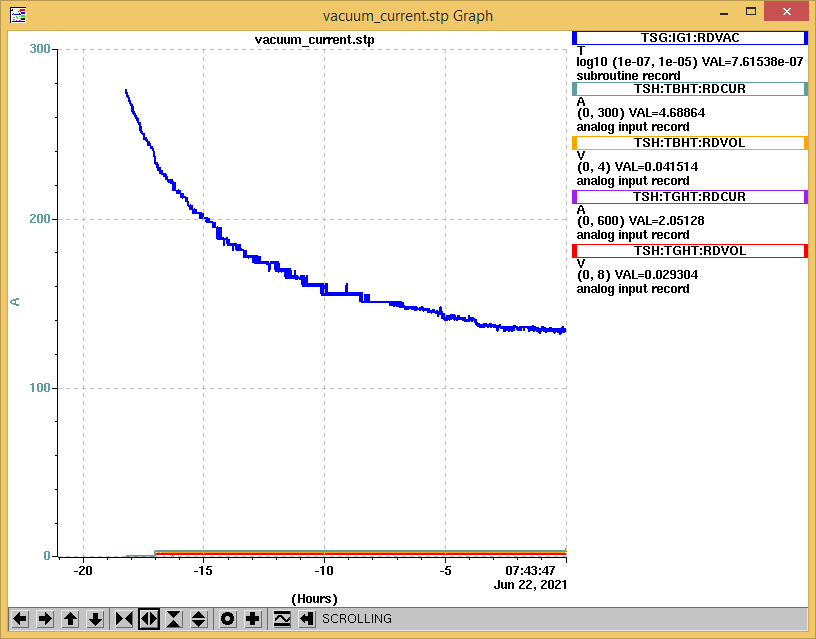 vacuum_current.stp Graph
vacuum_current.stp
300
200
100
0
A
-20
-15
-10
-5
07:43:47
Jun 22, 2021
(Hours)
TSG:IG1:RDVAC
T
log10 (1e-07, 1e-05) VAL=7.61538e-07
subroutine record
TSH:TBHT:RDCUR
A
(0, 300) VAL=4.68864
analog input record
TSH:TBHT:RDVOL
V
(0, 4) VAL=0.041514
analog input record
TSH:TGHT:RDCUR
A
(0, 600) VAL=2.05128
analog input record
TSH:TGHT:RDVOL
V
(0, 8) VAL=0.029304
analog input record
SCROLLING